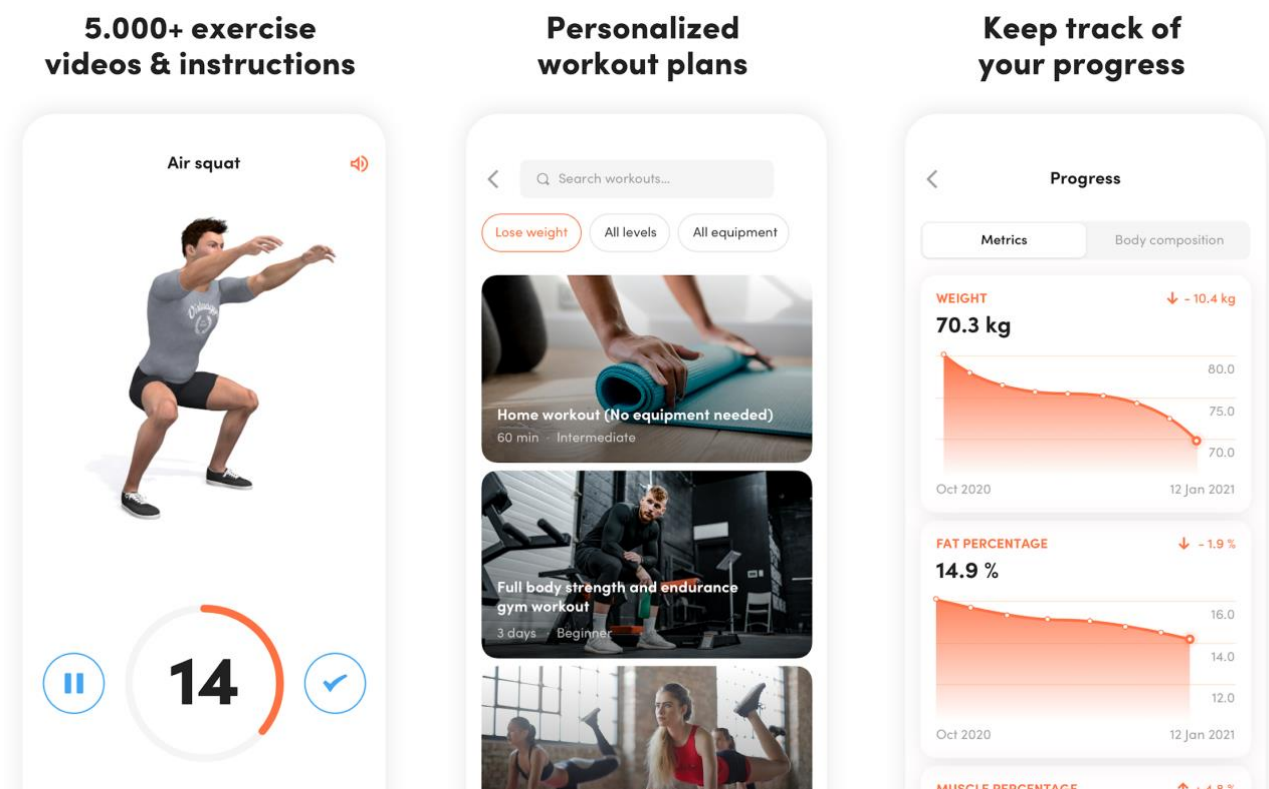 5.000+ exercise
videos & instructions
Air squat
14
Personalized
workout plans
Search workouts...
Lose weight
All levels
All equipment
Home workout (No equipment needed)
60 min · Intermediate
Full body strength and endurance
gym workout
3 days · Beginner
Keep track of
your progress
Progress
Metrics
Body composition
WEIGHT
- 10.4 kg
70.3 kg
80.0
75.0
70.0
Oct 2020
12 Jan 2021
FAT PERCENTAGE
- 1.9 %
14.9 %
16.0
14.0
12.0
Oct 2020
12 Jan 2021
MUSCLE PERCENTAGE
+ 4.8 %